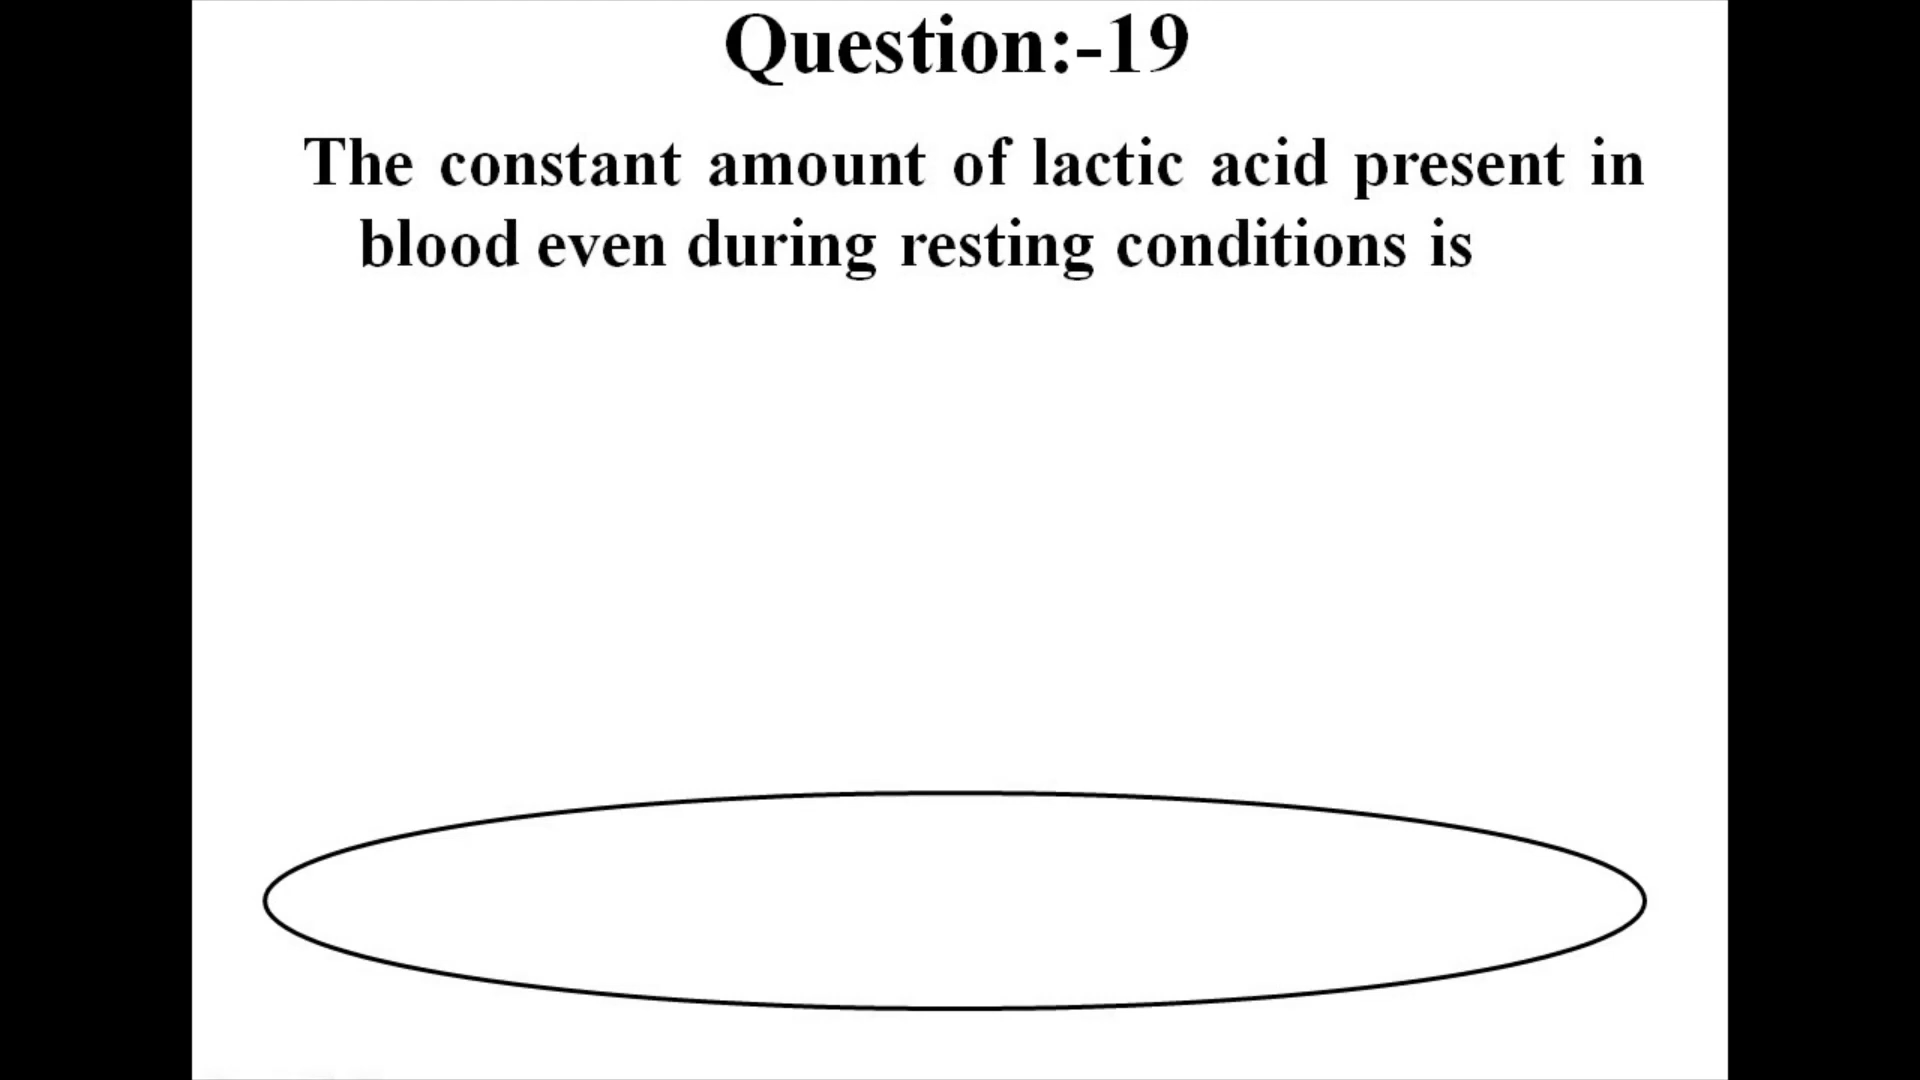 Question:-19
The constant amount of lactic acid present in
blood even during resting conditions is